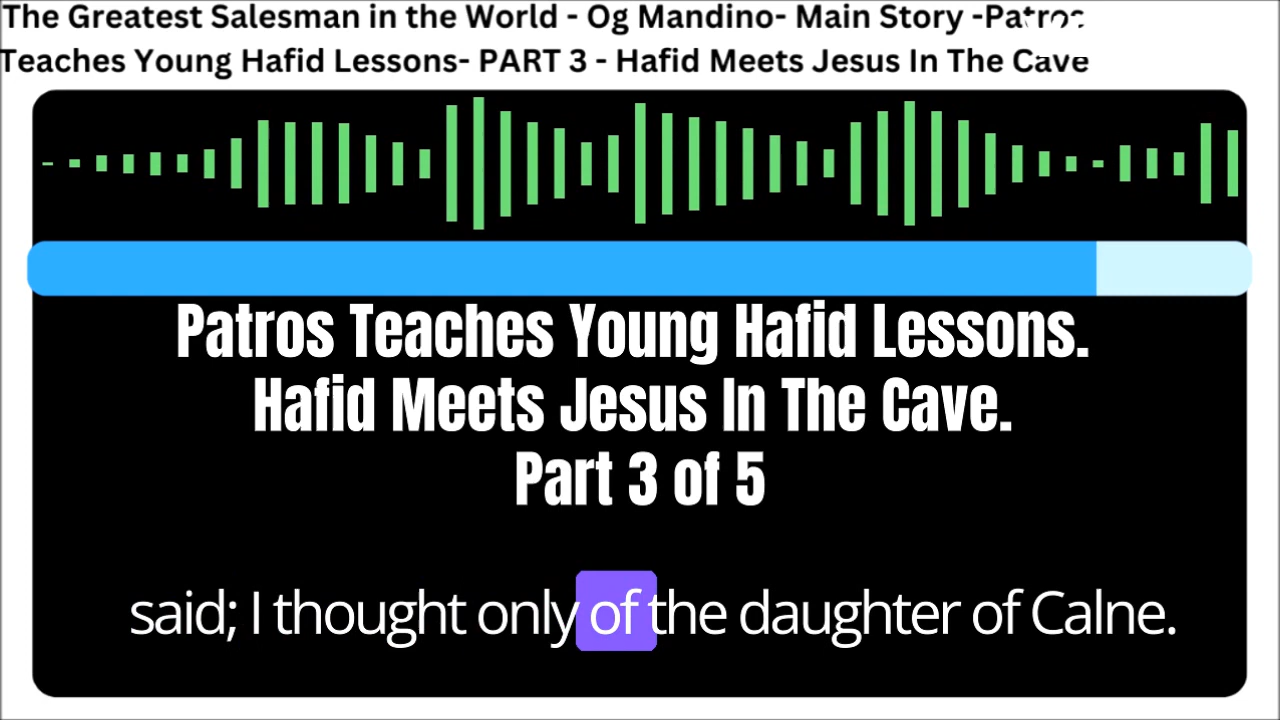 The Greatest Salesman in the World - Og Mandino- Main Story -Patros
Teaches Young Hafid Lessons- PART 3 - Hafid Meets Jesus In The Cave
Patros Teaches Young Hafid Lessons.
Hafid Meets Jesus In The Cave.
Part 3 of 5
said; I thought only of the daughter of Calne.